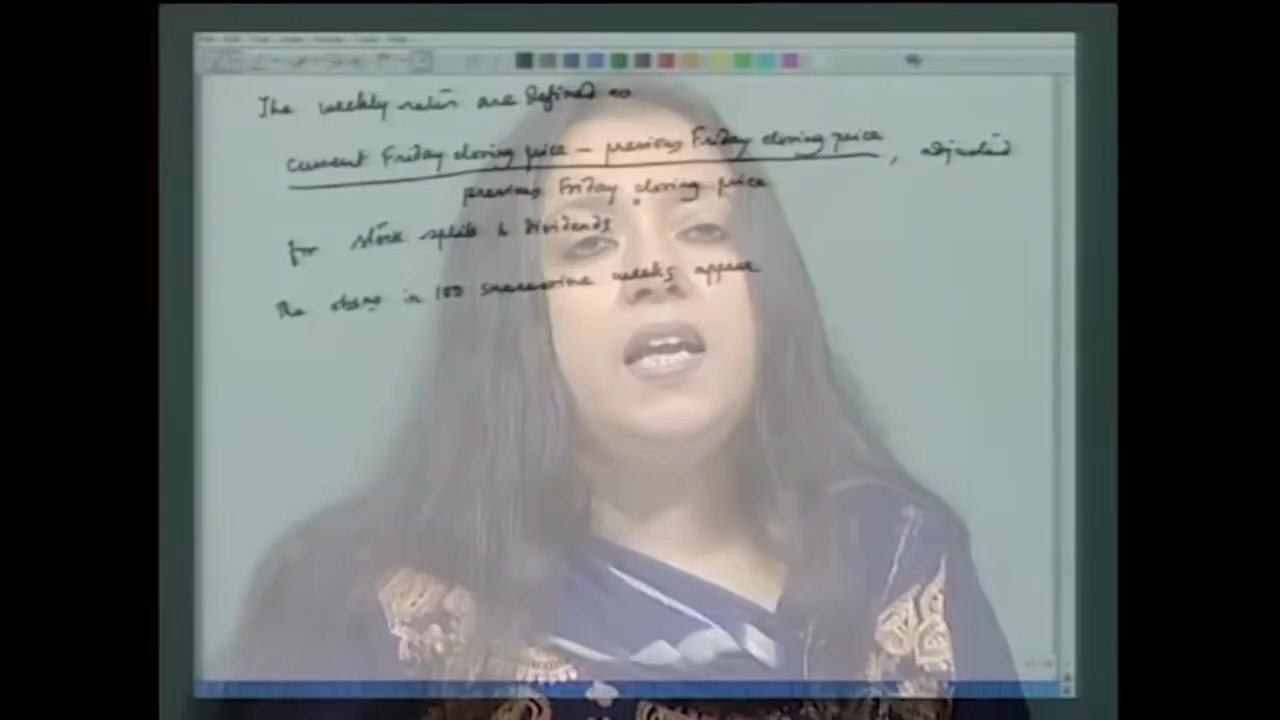 The weekly rates are defined as
current Friday closing price - previous Friday closing price, adjusted
previous Friday closing price
for stock splits & dividends
The obsns in 100 successive weeks appear